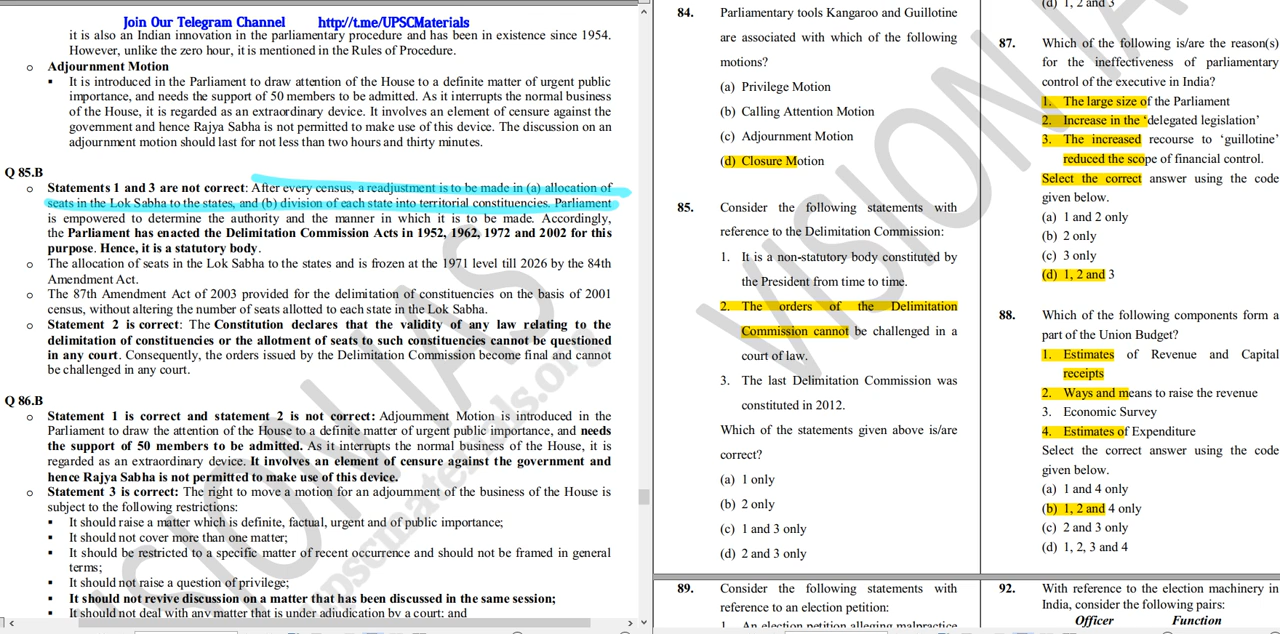 Join Our Telegram Channel http://t.me/UPSCMaterials
it is also an Indian innovation in the parliamentary procedure and has been in existence since 1954.
However, unlike the zero hour, it is mentioned in the Rules of Procedure.
o Adjournment Motion
▪ It is introduced in the Parliament to draw attention of the House to a definite matter of urgent public
importance, and needs the support of 50 members to be admitted. As it interrupts the normal business
of the House, it is regarded as an extraordinary device. It involves an element of censure against the
government and hence Rajya Sabha is not permitted to make use of this device. The discussion on an
adjournment motion should last for not less than two hours and thirty minutes.
Q 85.B
o Statements 1 and 3 are not correct: After every census, a readjustment is to be made in (a) allocation of
seats in the Lok Sabha to the states, and (b) division of each state into territorial constituencies. Parliament
is empowered to determine the authority and the manner in which it is to be made. Accordingly,
the Parliament has enacted the Delimitation Commission Acts in 1952, 1962, 1972 and 2002 for this
purpose. Hence, it is a statutory body.
o The allocation of seats in the Lok Sabha to the states and is frozen at the 1971 level till 2026 by the 84th
Amendment Act.
o The 87th Amendment Act of 2003 provided for the delimitation of constituencies on the basis of 2001
census, without altering the number of seats allotted to each state in the Lok Sabha.
o Statement 2 is correct: The Constitution declares that the validity of any law relating to the
delimitation of constituencies or the allotment of seats to such constituencies cannot be questioned
in any court. Consequently, the orders issued by the Delimitation Commission become final and cannot
be challenged in any court.
Q 86.B
o Statement 1 is correct and statement 2 is not correct: Adjournment Motion is introduced in the
Parliament to draw the attention of the House to a definite matter of urgent public importance, and needs
the support of 50 members to be admitted. As it interrupts the normal business of the House, it is
regarded as an extraordinary device. It involves an element of censure against the government and
hence Rajya Sabha is not permitted to make use of this device.
o Statement 3 is correct: The right to move a motion for an adjournment of the business of the House is
subject to the following restrictions:
▪ It should raise a matter which is definite, factual, urgent and of public importance;
▪ It should not cover more than one matter;
▪ It should be restricted to a specific matter of recent occurrence and should not be framed in general
terms;
▪ It should not raise a question of privilege;
▪ It should not revive discussion on a matter that has been discussed in the same session;
▪ It should not deal with any matter that is under adjudication by a court; and
84. Parliamentary tools Kangaroo and Guillotine
are associated with which of the following
motions?
(a) Privilege Motion
(b) Calling Attention Motion
(c) Adjournment Motion
(d) Closure Motion
85. Consider the following statements with
reference to the Delimitation Commission:
1. It is a non-statutory body constituted by
the President from time to time.
2. The orders of the Delimitation
Commission cannot be challenged in a
court of law.
3. The last Delimitation Commission was
constituted in 2012.
Which of the statements given above is/are
correct?
(a) 1 only
(b) 2 only
(c) 1 and 3 only
(d) 2 and 3 only
89. Consider the following statements with
reference to an election petition:
1. An election petition alleging malpractice
(d) 1, 2 and 3
87. Which of the following is/are the reason(s)
for the ineffectiveness of parliamentary
control of the executive in India?
1. The large size of the Parliament
2. Increase in the 'delegated legislation'
3. The increased recourse to 'guillotine'
reduced the scope of financial control.
Select the correct answer using the code
given below.
(a) 1 and 2 only
(b) 2 only
(c) 3 only
(d) 1, 2 and 3
88. Which of the following components form a
part of the Union Budget?
1. Estimates of Revenue and Capital
receipts
2. Ways and means to raise the revenue
3. Economic Survey
4. Estimates of Expenditure
Select the correct answer using the code
given below.
(a) 1 and 4 only
(b) 1, 2 and 4 only
(c) 2 and 3 only
(d) 1, 2, 3 and 4
92. With reference to the election machinery in
India, consider the following pairs:
Officer Function